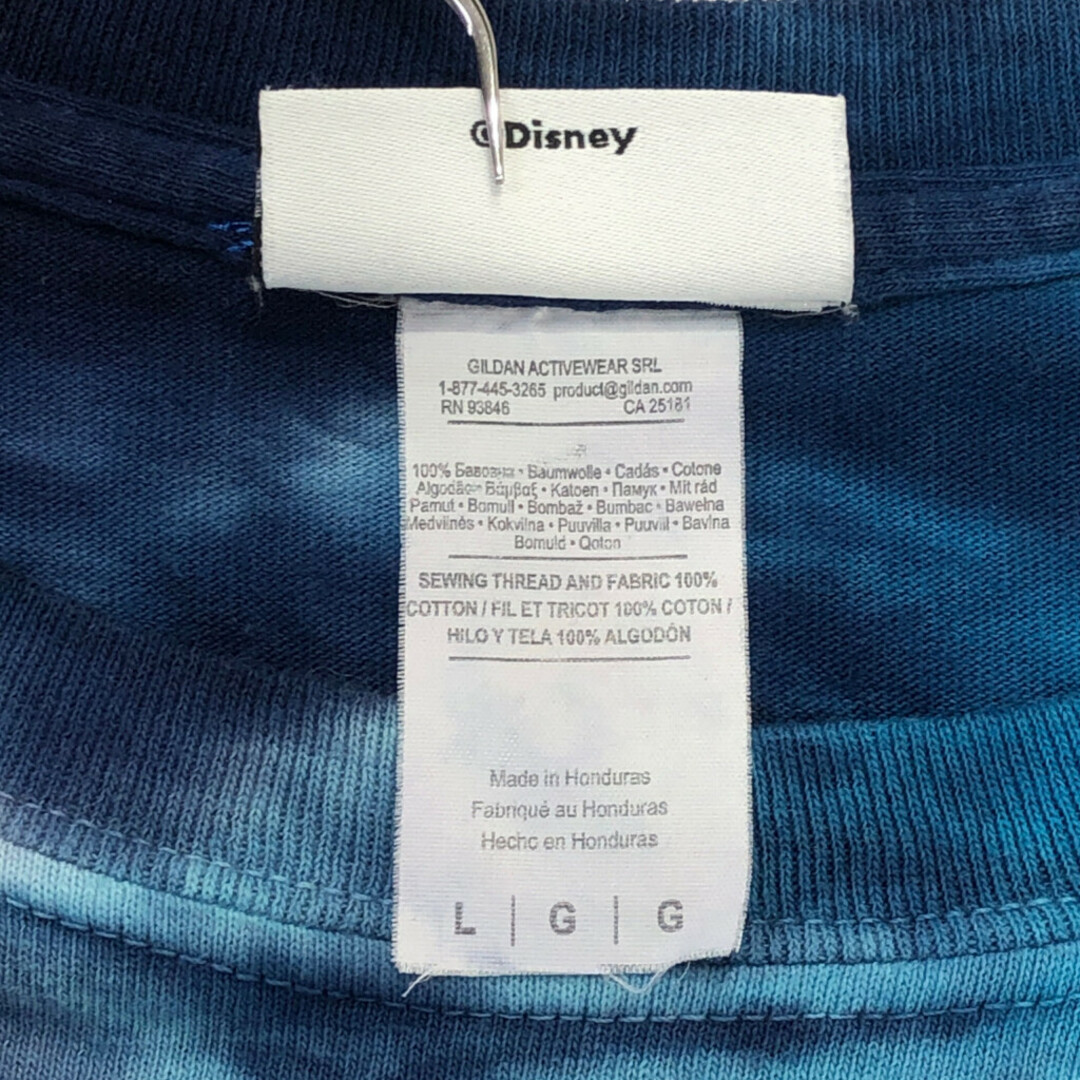 ©Disney
GILDAN ACTIVEWEAR SRL
1-877-445-3265 product@gildan.com
RN 93846 CA 25181
100% Бавовна • Baumwolle • Cadás • Cotone
Algodão • Βάμβαξ • Katoen • Памук • Mit rád
Pamut • Bomull • Bombaž • Bumbac • Bawełna
Medvilnės • Kokvilna • Puuvilla • Puuvill • Bavlna
Bomuld • Qoton
SEWING THREAD AND FABRIC 100%
COTTON / FIL ET TRICOT 100% COTON /
HILO Y TELA 100% ALGODÓN
Made in Honduras
Fabriqué au Honduras
Hecho en Honduras
L | G | G